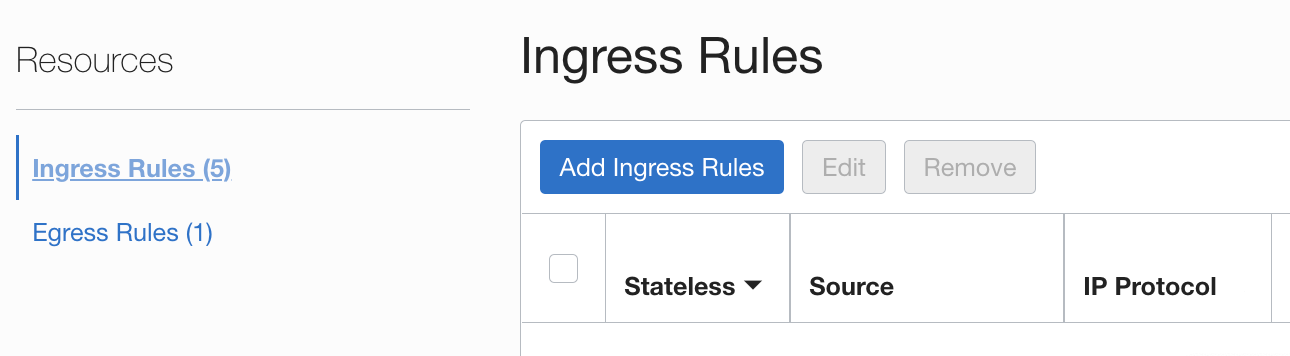 Resources
Ingress Rules (5)
Egress Rules (1)
Ingress Rules
Add Ingress Rules Edit Remove
Stateless Source IP Protocol